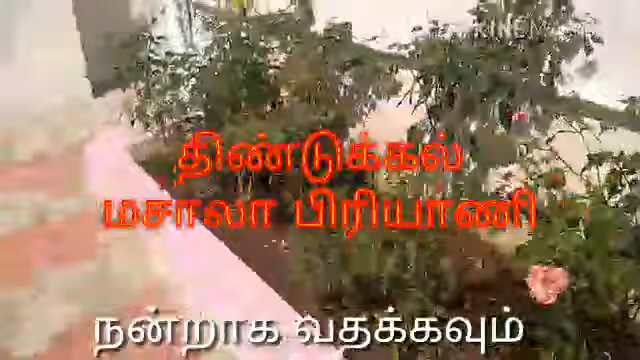 திண்டுக்கல்
மசாலா பிரியாணி
நன்றாக வதக்கவும்